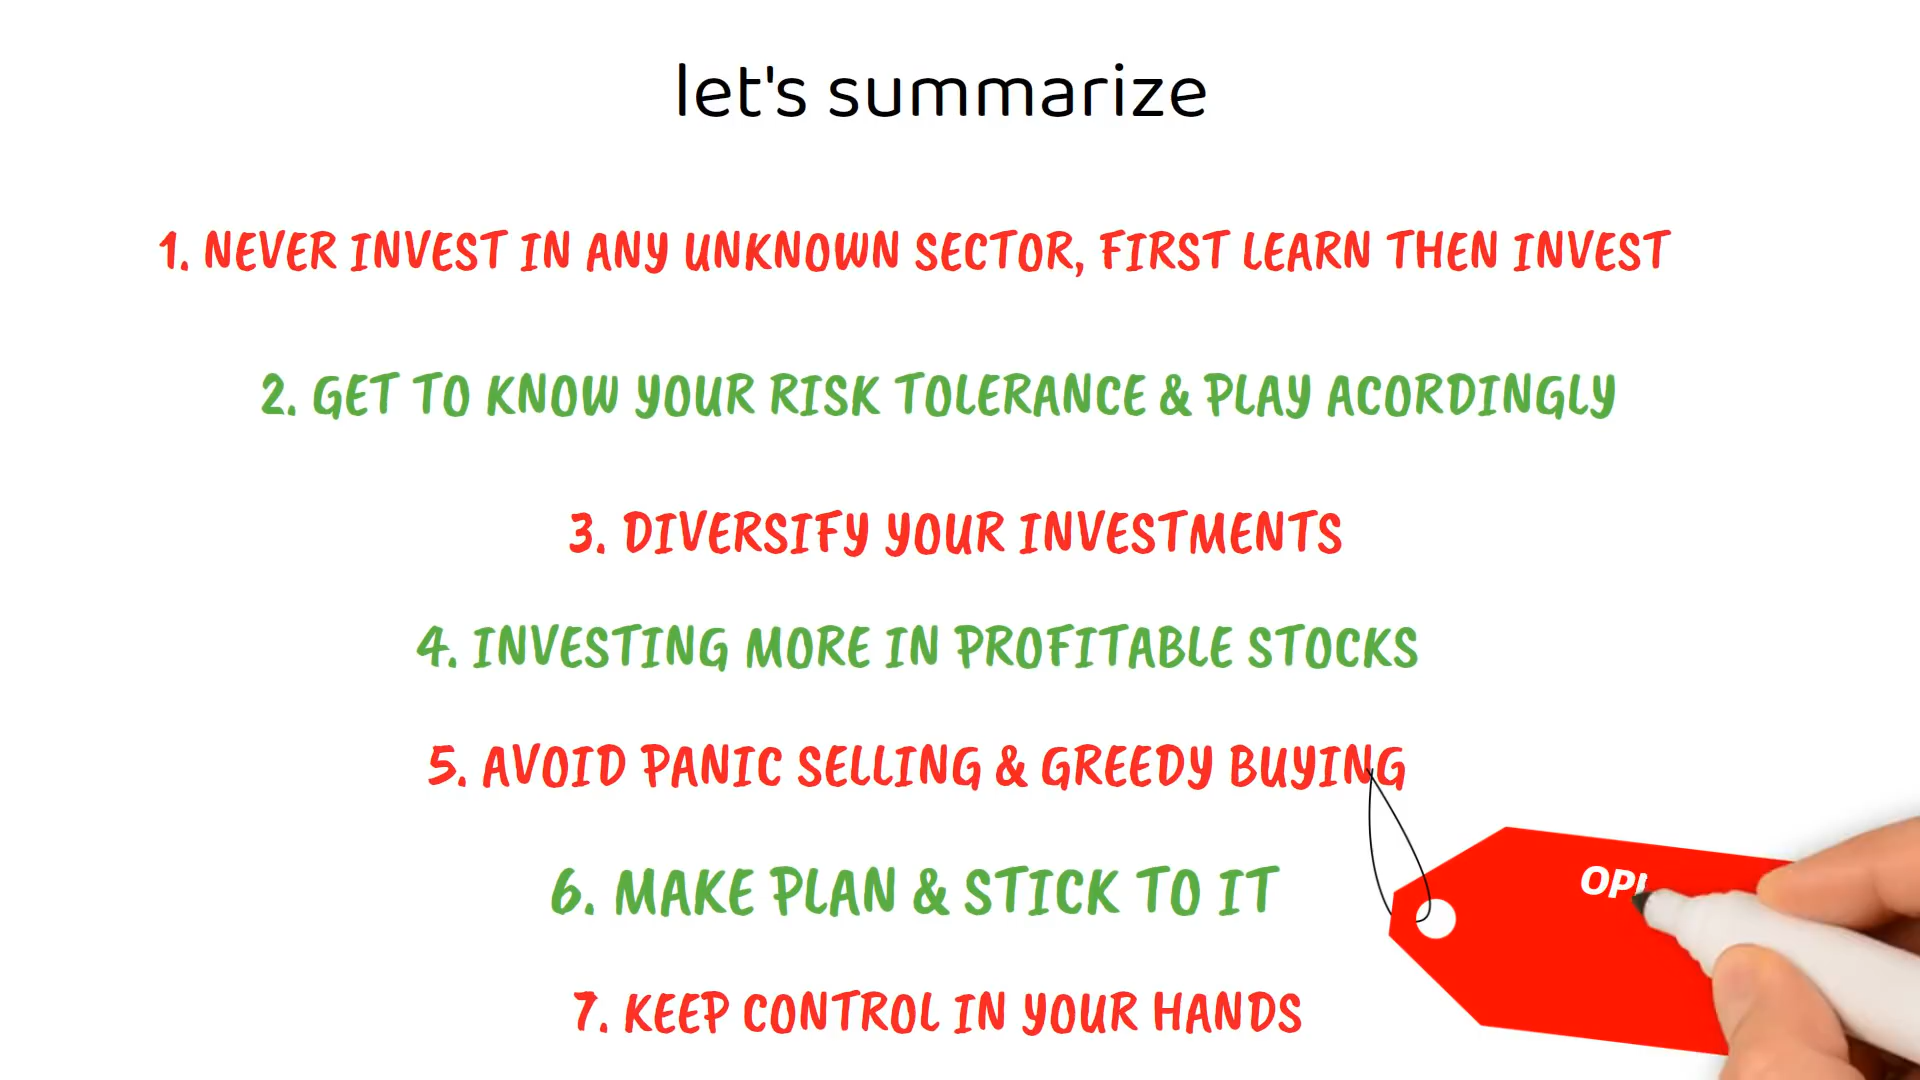 let's summarize
1. NEVER INVEST IN ANY UNKNOWN SECTOR, FIRST LEARN THEN INVEST
2. GET TO KNOW YOUR RISK TOLERANCE & PLAY ACORDINGLY
3. DIVERSIFY YOUR INVESTMENTS
4. INVESTING MORE IN PROFITABLE STOCKS
5. AVOID PANIC SELLING & GREEDY BUYING
6. MAKE PLAN & STICK TO IT
7. KEEP CONTROL IN YOUR HANDS